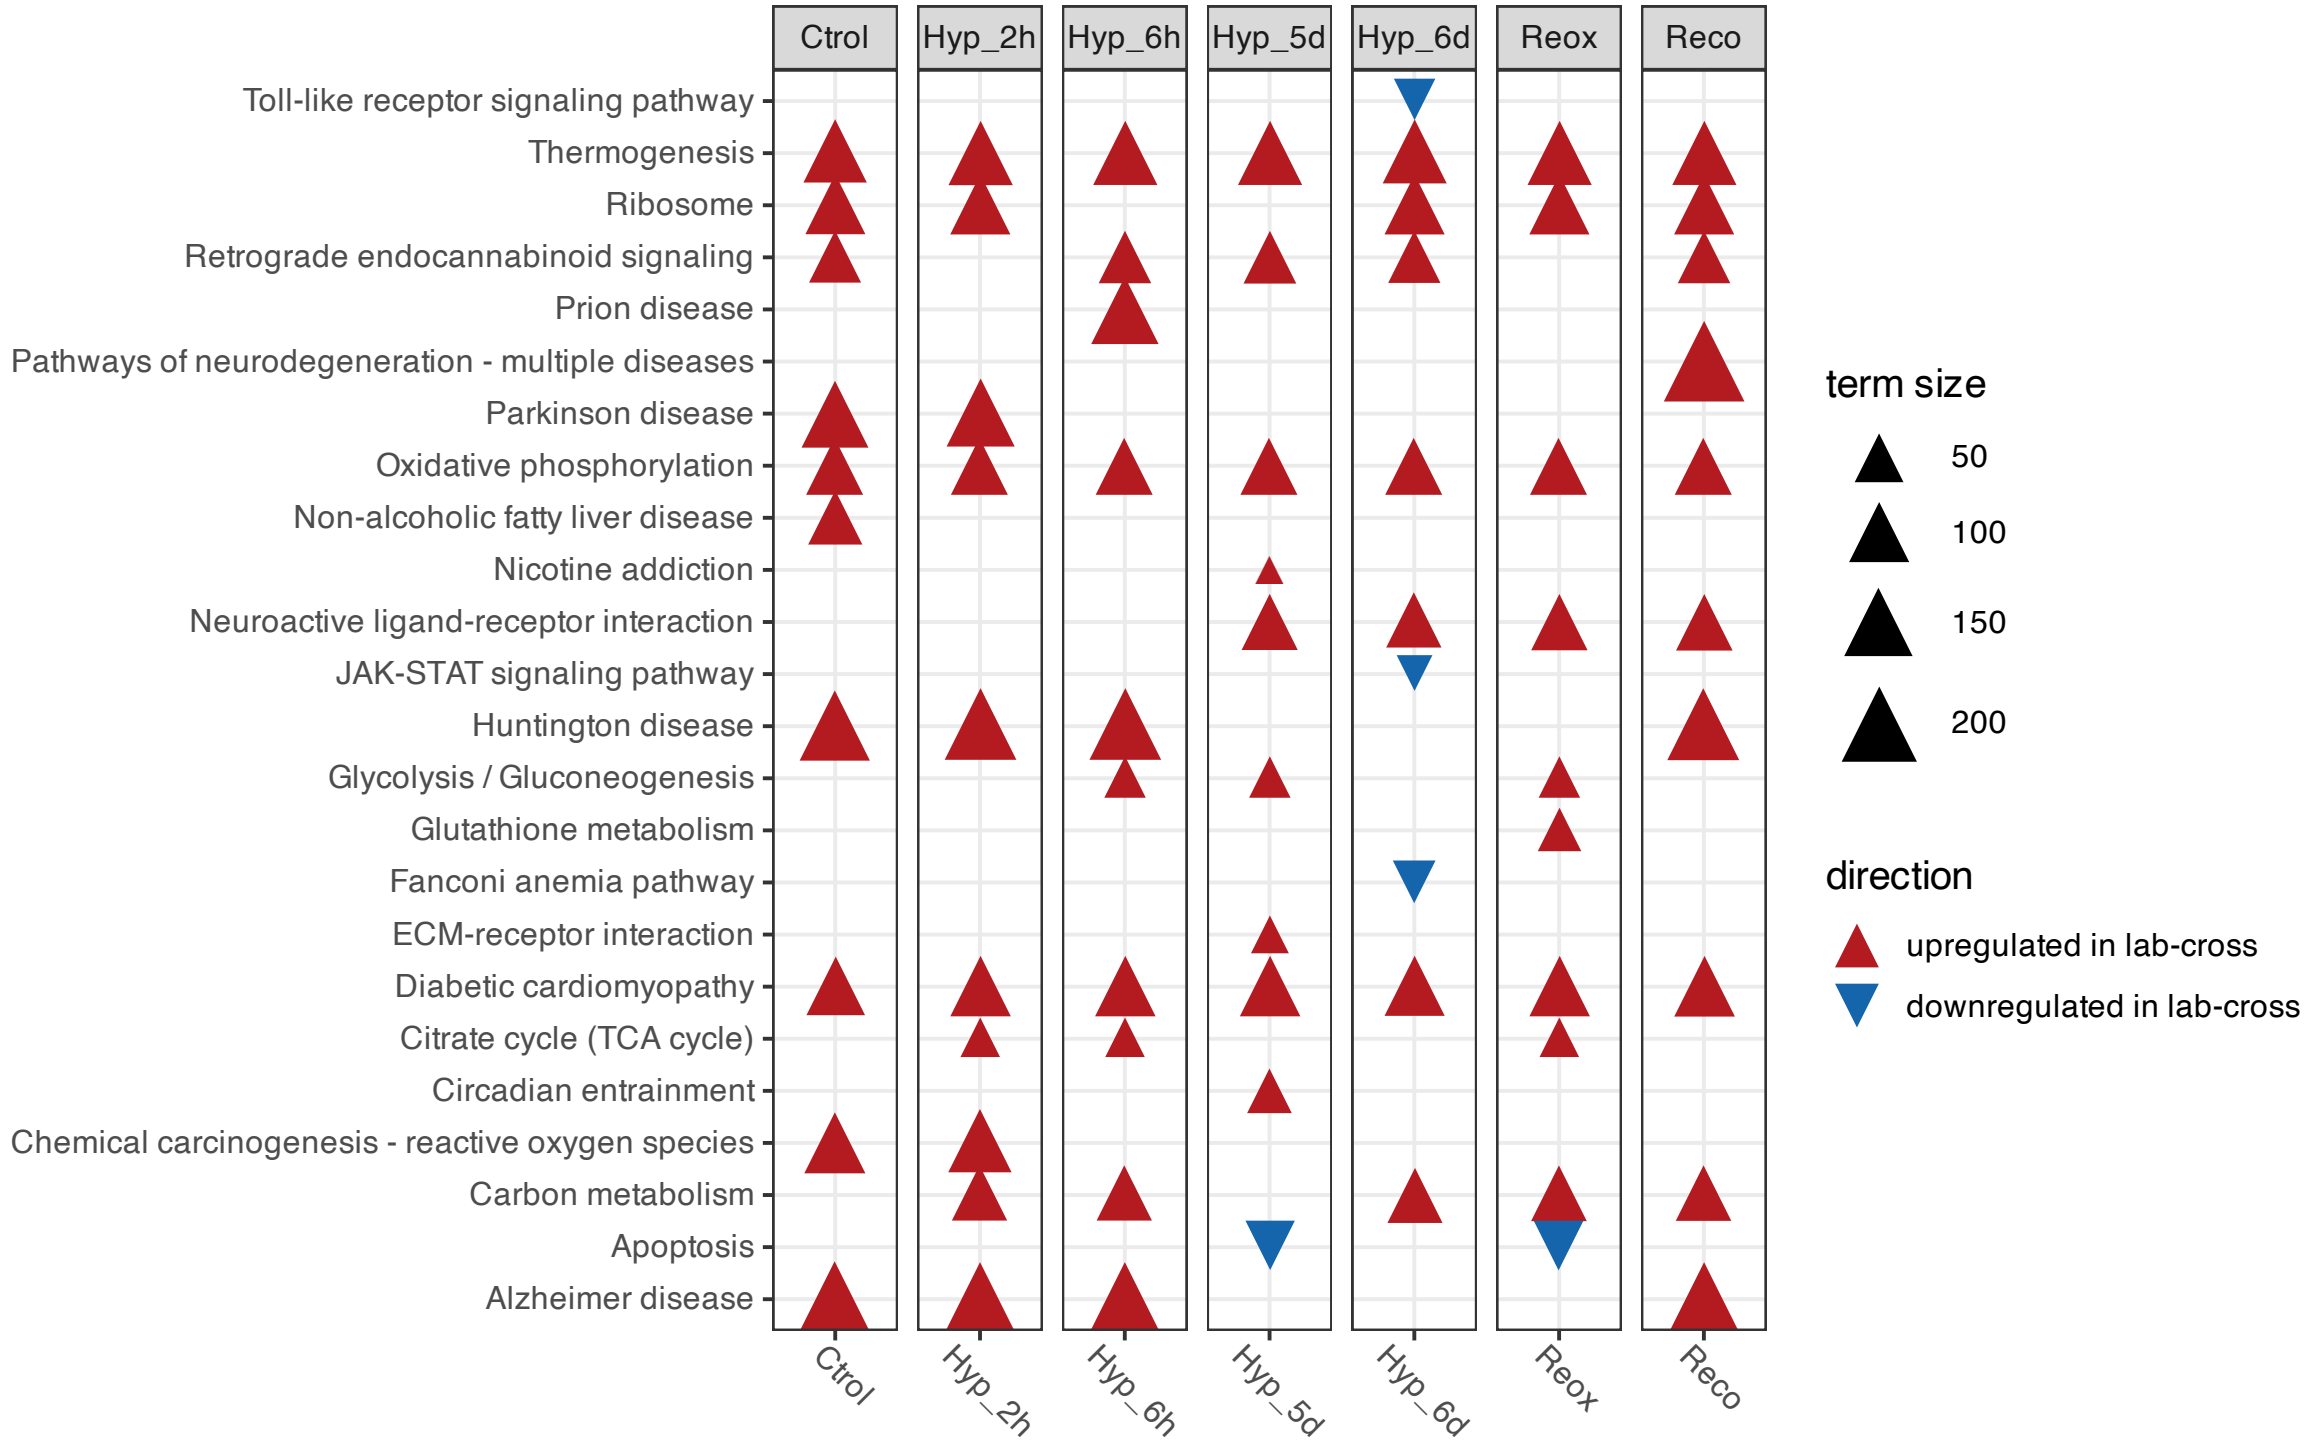 Ctrol Hyp_2h Hyp_6h Hyp_5d Hyp_6d Reox Reco
Toll-like receptor signaling pathway
Thermogenesis
Ribosome
Retrograde endocannabinoid signaling
Prion disease
Pathways of neurodegeneration - multiple diseases
Parkinson disease
Oxidative phosphorylation
Non-alcoholic fatty liver disease
Nicotine addiction
Neuroactive ligand-receptor interaction
JAK-STAT signaling pathway
Huntington disease
Glycolysis / Gluconeogenesis
Glutathione metabolism
Fanconi anemia pathway
ECM-receptor interaction
Diabetic cardiomyopathy
Citrate cycle (TCA cycle)
Circadian entrainment
Chemical carcinogenesis - reactive oxygen species
Carbon metabolism
Apoptosis
Alzheimer disease
Ctrol Hyp_2h Hyp_6h Hyp_5d Hyp_6d Reox Reco
term size
50
100
150
200
direction
upregulated in lab-cross
downregulated in lab-cross